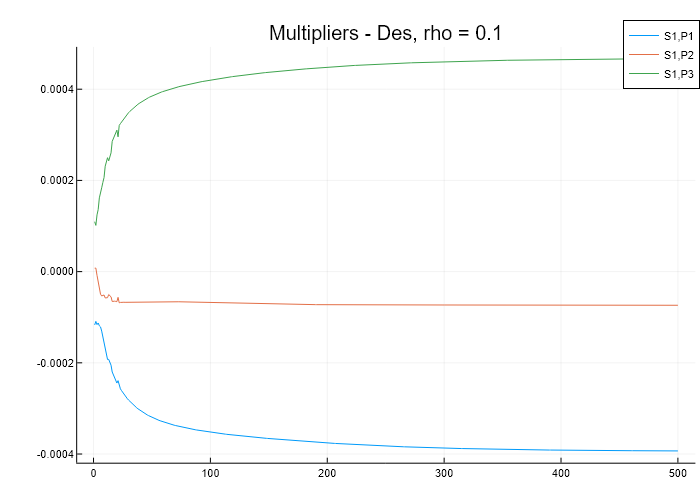 Multipliers - Des, rho = 0.1
S1,P1
S1,P2
S1,P3
0.0004
0.0002
0.0000
-0.0002
-0.0004
0 100 200 300 400 500